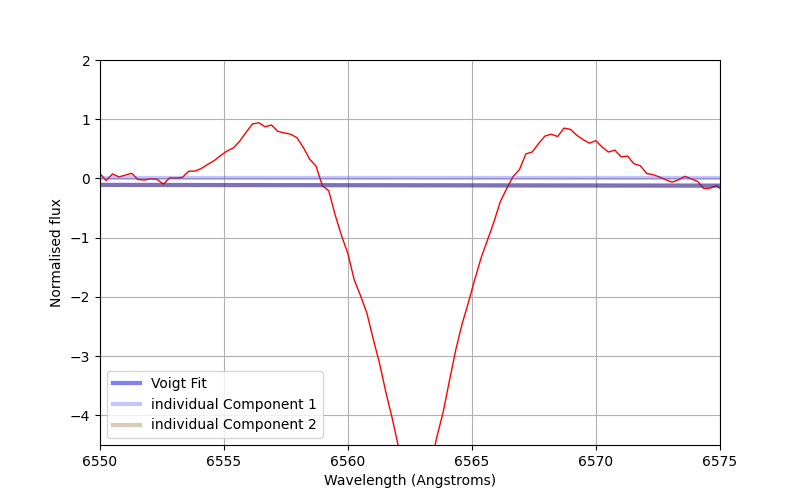 2
1
0
−1
−2
−3
−4
Normalised flux
Voigt Fit
individual Component 1
individual Component 2
6550 6555 6560 6565 6570 6575
Wavelength (Angstroms)